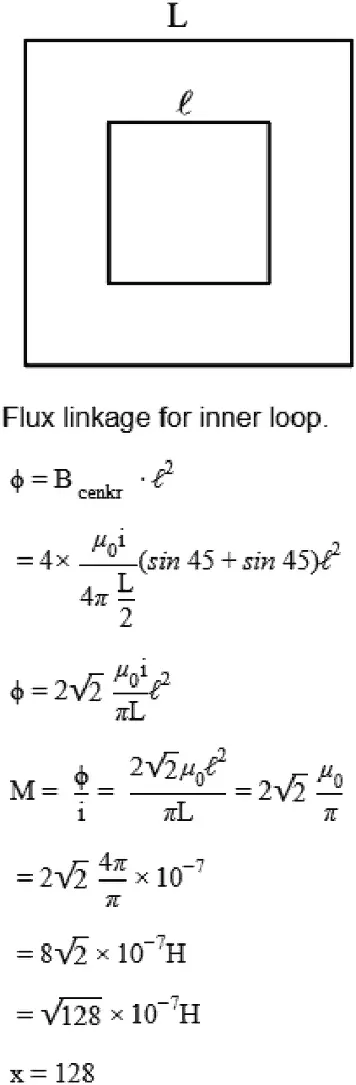 L
ℓ
Flux linkage for inner loop.
ϕ = B_cenkr · ℓ²
= 4 × μ₀i / (4π L/2) (sin 45 + sin 45)ℓ²
ϕ = 2√2 μ₀i / πL ℓ²
M = ϕ / i = 2√2μ₀ℓ² / πL = 2√2 μ₀ / π
= 2√2 4π / π × 10⁻⁷
= 8√2 × 10⁻⁷H
= √128 × 10⁻⁷H
x = 128